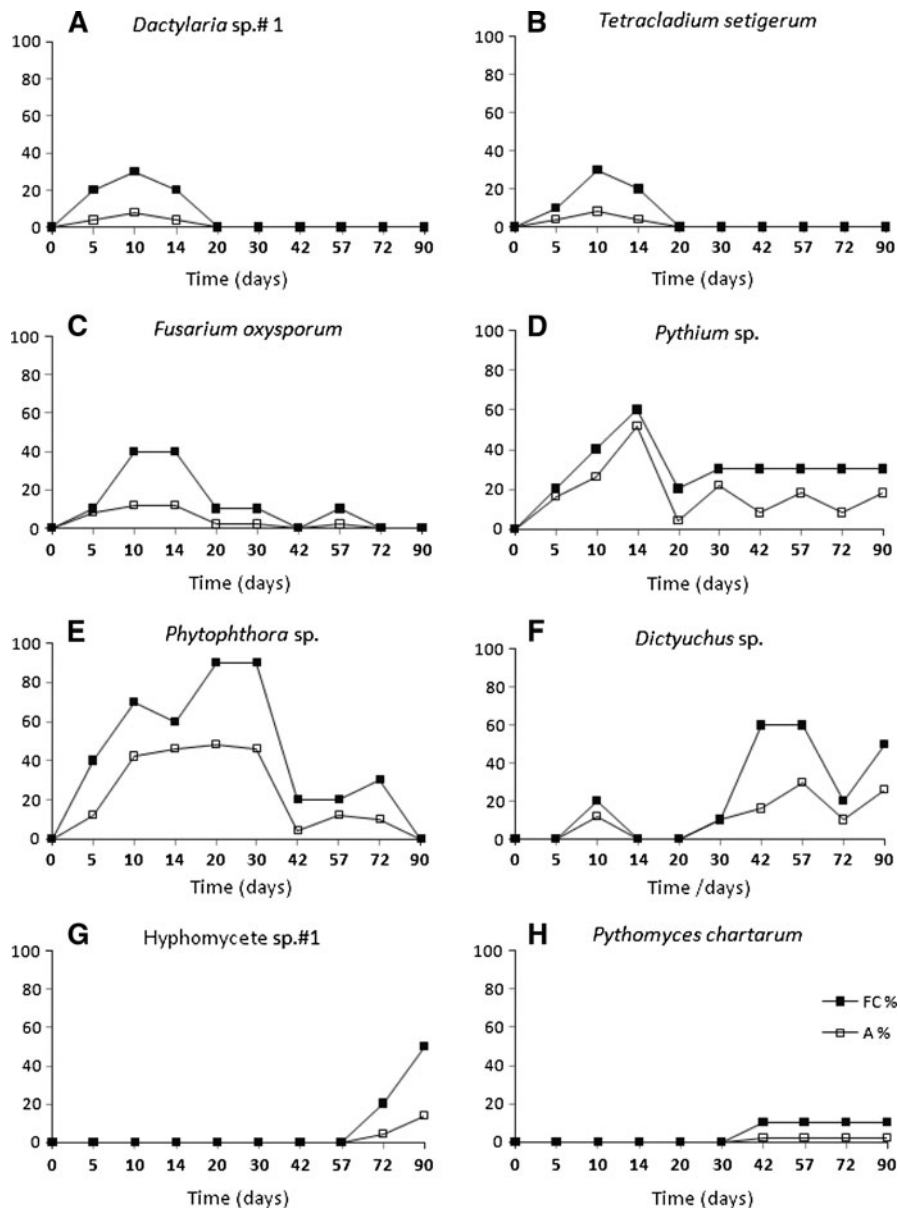 A
Dactylaria sp.# 1
100
80
60
40
20
0
0 5 10 14 20 30 42 57 72 90
Time (days)
B
Tetracladium setigerum
100
80
60
40
20
0
0 5 10 14 20 30 42 57 72 90
Time (days)
C
Fusarium oxysporum
100
80
60
40
20
0
0 5 10 14 20 30 42 57 72 90
Time (days)
D
Pythium sp.
100
80
60
40
20
0
0 5 10 14 20 30 42 57 72 90
Time (days)
E
Phytophthora sp.
100
80
60
40
20
0
0 5 10 14 20 30 42 57 72 90
Time (days)
F
Dictyuchus sp.
100
80
60
40
20
0
0 5 10 14 20 30 42 57 72 90
Time /days)
G
Hyphomycete sp.#1
100
80
60
40
20
0
0 5 10 14 20 30 42 57 72 90
Time (days)
H
Pythomyces chartarum
100
80
60
40
20
0
FC %
A %
0 5 10 14 20 30 42 57 72 90
Time (days)